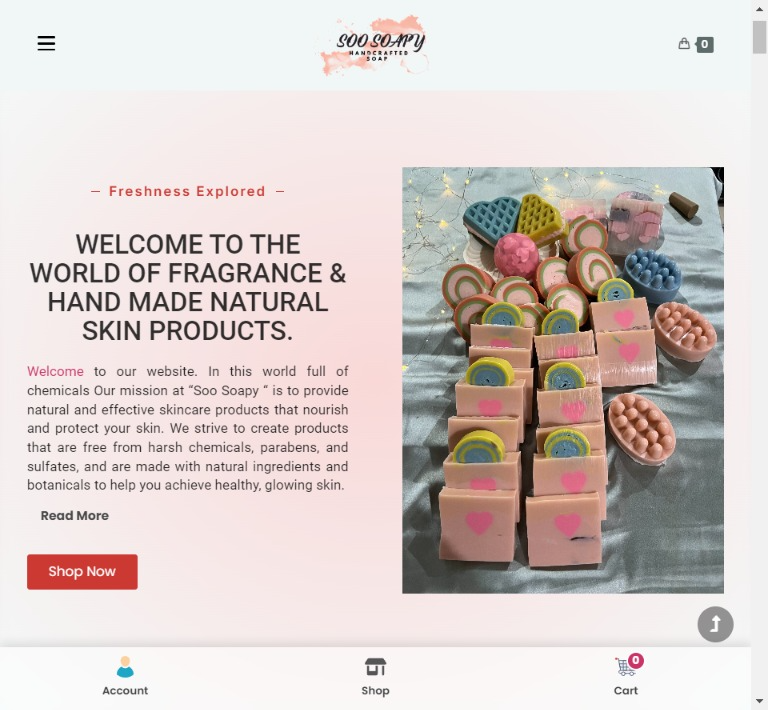 SOO SOAPY
HANDCRAFTED
SOAP
0
Freshness Explored
WELCOME TO THE
WORLD OF FRAGRANCE &
HAND MADE NATURAL
SKIN PRODUCTS.
Welcome to our website. In this world full of
chemicals Our mission at “Soo Soapy “ is to provide
natural and effective skincare products that nourish
and protect your skin. We strive to create products
that are free from harsh chemicals, parabens, and
sulfates, and are made with natural ingredients and
botanicals to help you achieve healthy, glowing skin.
Read More
Shop Now
0
Account
Shop
Cart